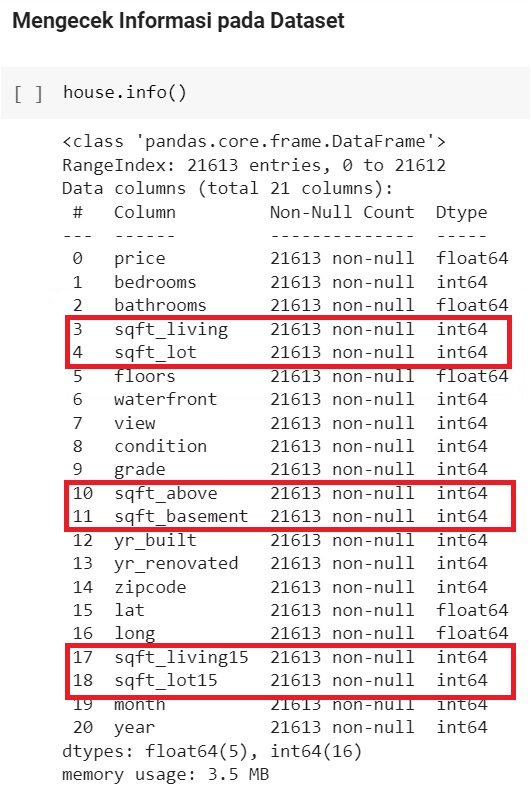 Mengecek Informasi pada Dataset
[ ] house.info()
<class 'pandas.core.frame.DataFrame'>
RangeIndex: 21613 entries, 0 to 21612
Data columns (total 21 columns):
 #   Column         Non-Null Count  Dtype
---  ------         --------------  -----
 0   price          21613 non-null  float64
 1   bedrooms       21613 non-null  int64
 2   bathrooms      21613 non-null  float64
 3   sqft_living    21613 non-null  int64
 4   sqft_lot       21613 non-null  int64
 5   floors         21613 non-null  float64
 6   waterfront     21613 non-null  int64
 7   view           21613 non-null  int64
 8   condition      21613 non-null  int64
 9   grade          21613 non-null  int64
 10  sqft_above     21613 non-null  int64
 11  sqft_basement  21613 non-null  int64
 12  yr_built       21613 non-null  int64
 13  yr_renovated   21613 non-null  int64
 14  zipcode        21613 non-null  int64
 15  lat            21613 non-null  float64
 16  long           21613 non-null  float64
 17  sqft_living15  21613 non-null  int64
 18  sqft_lot15     21613 non-null  int64
 19  month          21613 non-null  int64
 20  year           21613 non-null  int64
dtypes: float64(5), int64(16)
memory usage: 3.5 MB